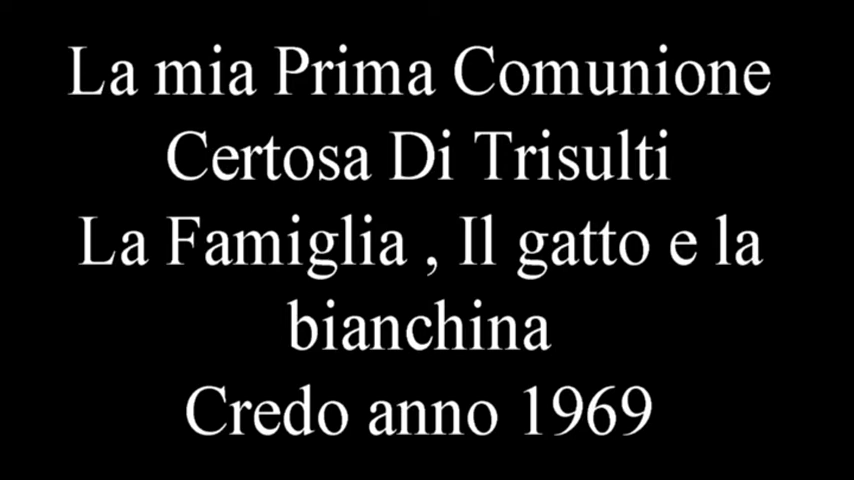 La mia Prima Comunione
Certosa Di Trisulti
La Famiglia , Il gatto e la
bianchina
Credo anno 1969